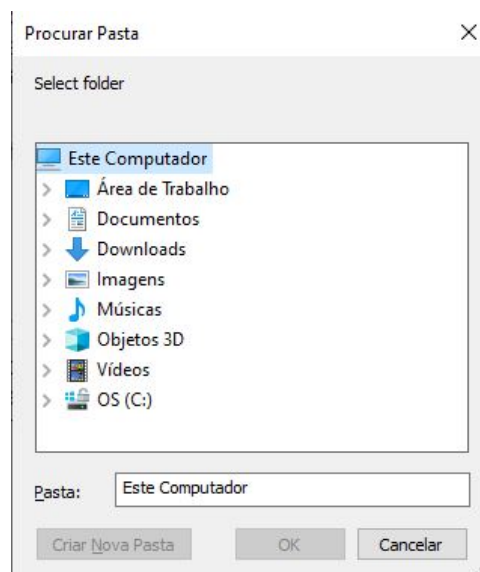 Procurar Pasta
Select folder
Este Computador
Área de Trabalho
Documentos
Downloads
Imagens
Músicas
Objetos 3D
Vídeos
OS (C:)
Pasta: Este Computador
Criar Nova Pasta OK Cancelar